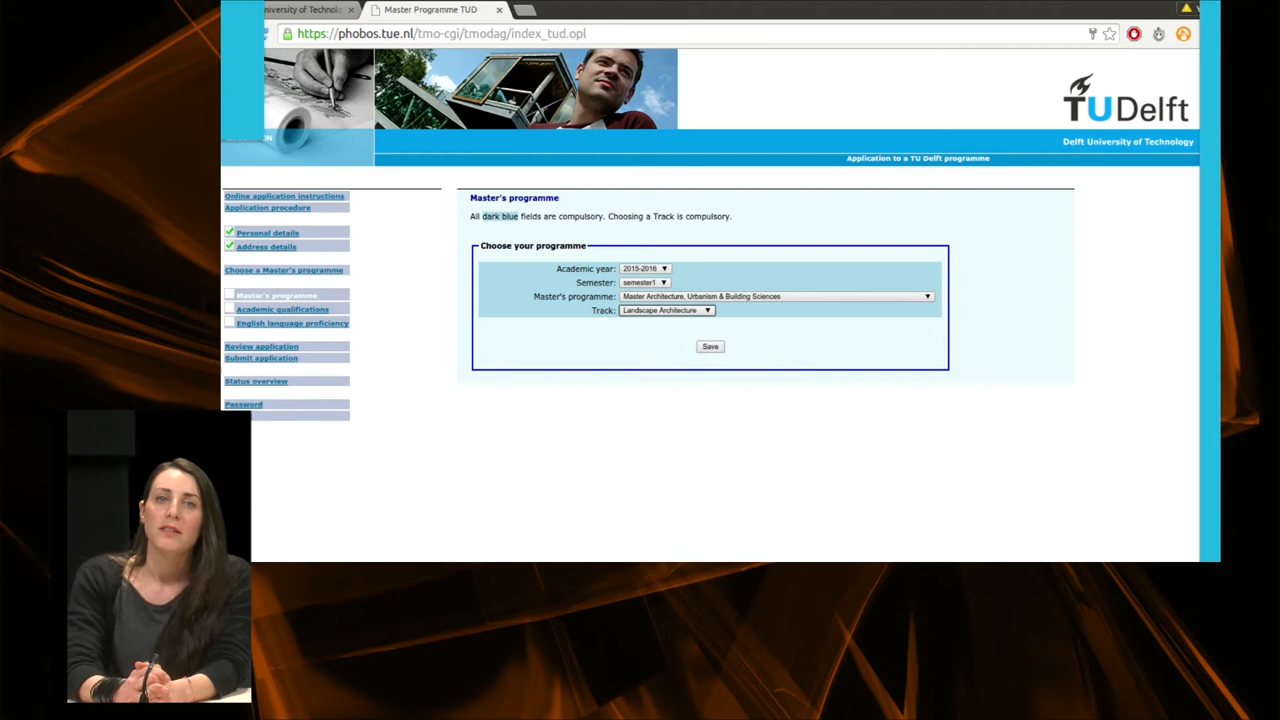 niversity of Technolo
Master Programme TUD
https://phobos.tue.nl/tmo-cgi/tmodag/index_tud.opl
TUDelft
Delft University of Technology
Application to a TU Delft programme
ON
Online application instructions
Application procedure
Personal details
Address details
Choose a Master's programme
Master's programme
Academic qualifications
English language proficiency
Review application
Submit application
Status overview
Password
Master's programme
All dark blue fields are compulsory. Choosing a Track is compulsory.
Choose your programme
Academic year: 2015-2016
Semester: semester1
Master's programme: Master Architecture, Urbanism & Building Sciences
Track: Landscape Architecture
Save